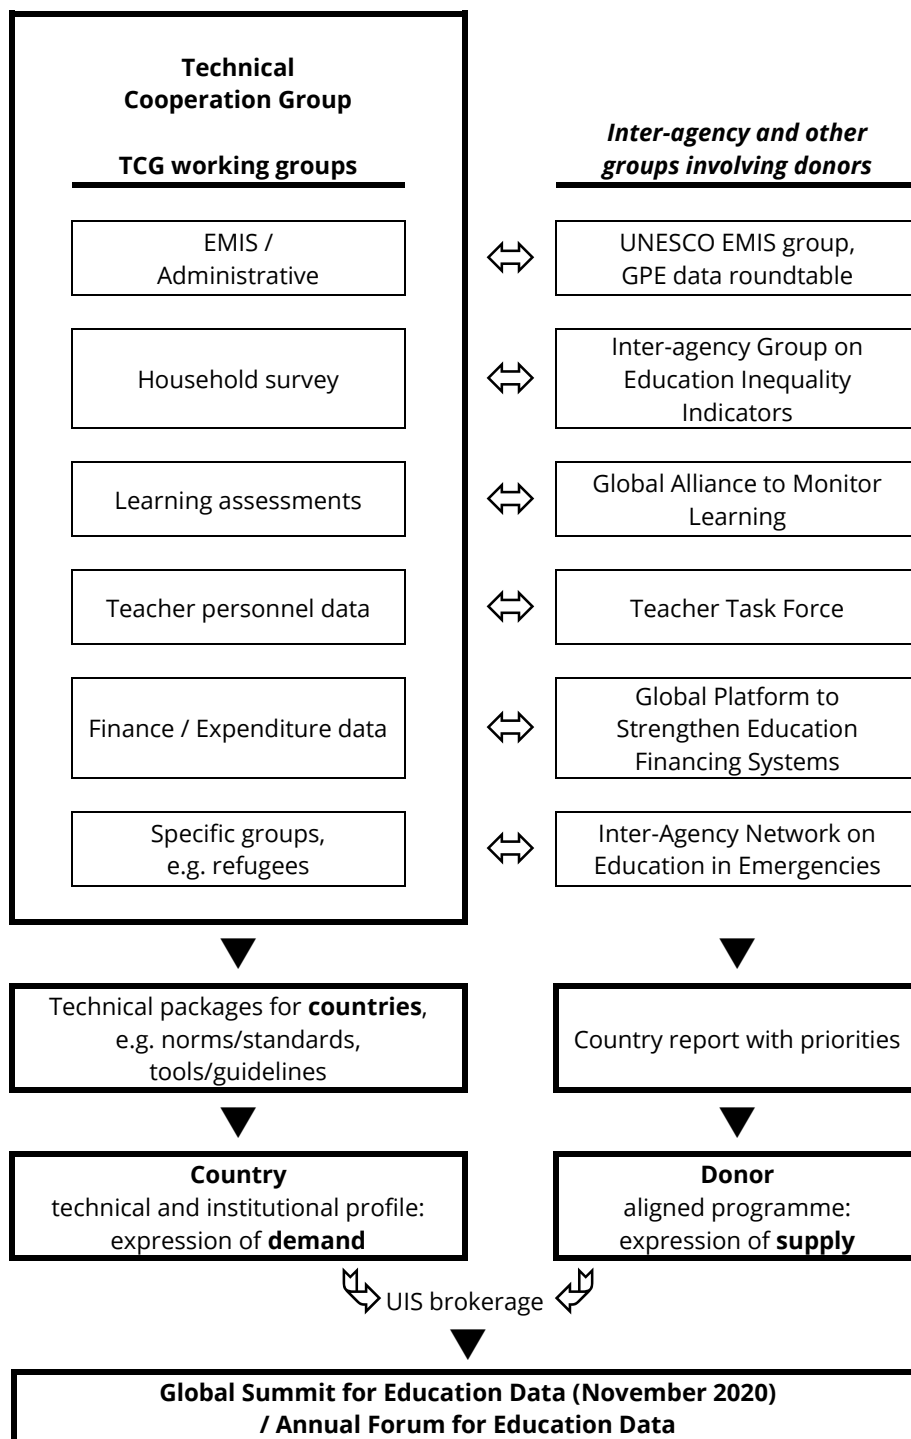 Technical
Cooperation Group
TCG working groups
Inter-agency and other
groups involving donors
EMIS /
Administrative
UNESCO EMIS group,
GPE data roundtable
Household survey
Inter-agency Group on
Education Inequality
Indicators
Learning assessments
Global Alliance to Monitor
Learning
Teacher personnel data
Teacher Task Force
Finance / Expenditure data
Global Platform to
Strengthen Education
Financing Systems
Specific groups,
e.g. refugees
Inter-Agency Network on
Education in Emergencies
Technical packages for countries,
e.g. norms/standards,
tools/guidelines
Country report with priorities
Country
technical and institutional profile:
expression of demand
Donor
aligned programme:
expression of supply
UIS brokerage
Global Summit for Education Data (November 2020)
/ Annual Forum for Education Data